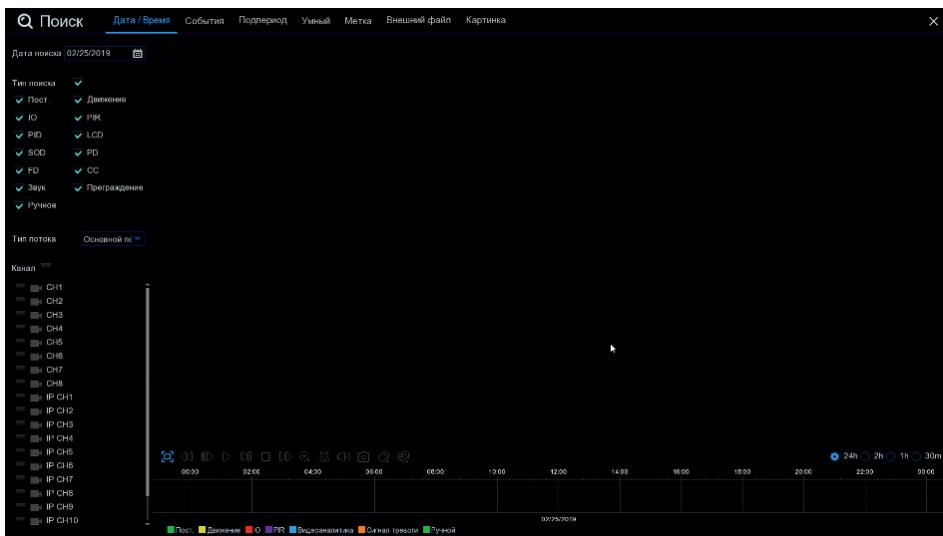 Поиск Дата / Время События Подпериод Умный Метка Внешний файл Картинка
Дата поиска 02/25/2019
Тип поиска
Пост. Движение
IO PIR
PID LCD
SOD PD
FD CC
Звук Преграждение
Ручное
Тип потока Основной пс
Канал
CH1
CH2
CH3
CH4
CH5
CH6
CH7
CH8
IP CH1
IP CH2
IP CH3
IP CH4
IP CH5
IP CH6
IP CH7
IP CH8
IP CH9
IP CH10
24h 2h 1h 30m
00:00 02:00 04:00 06:00 08:00 10:00 12:00 14:00 16:00 18:00 20:00 22:00 00:00
02/25/2019
Пост. Движение IO PIR Видеоаналитика Сигнал тревоги Ручной